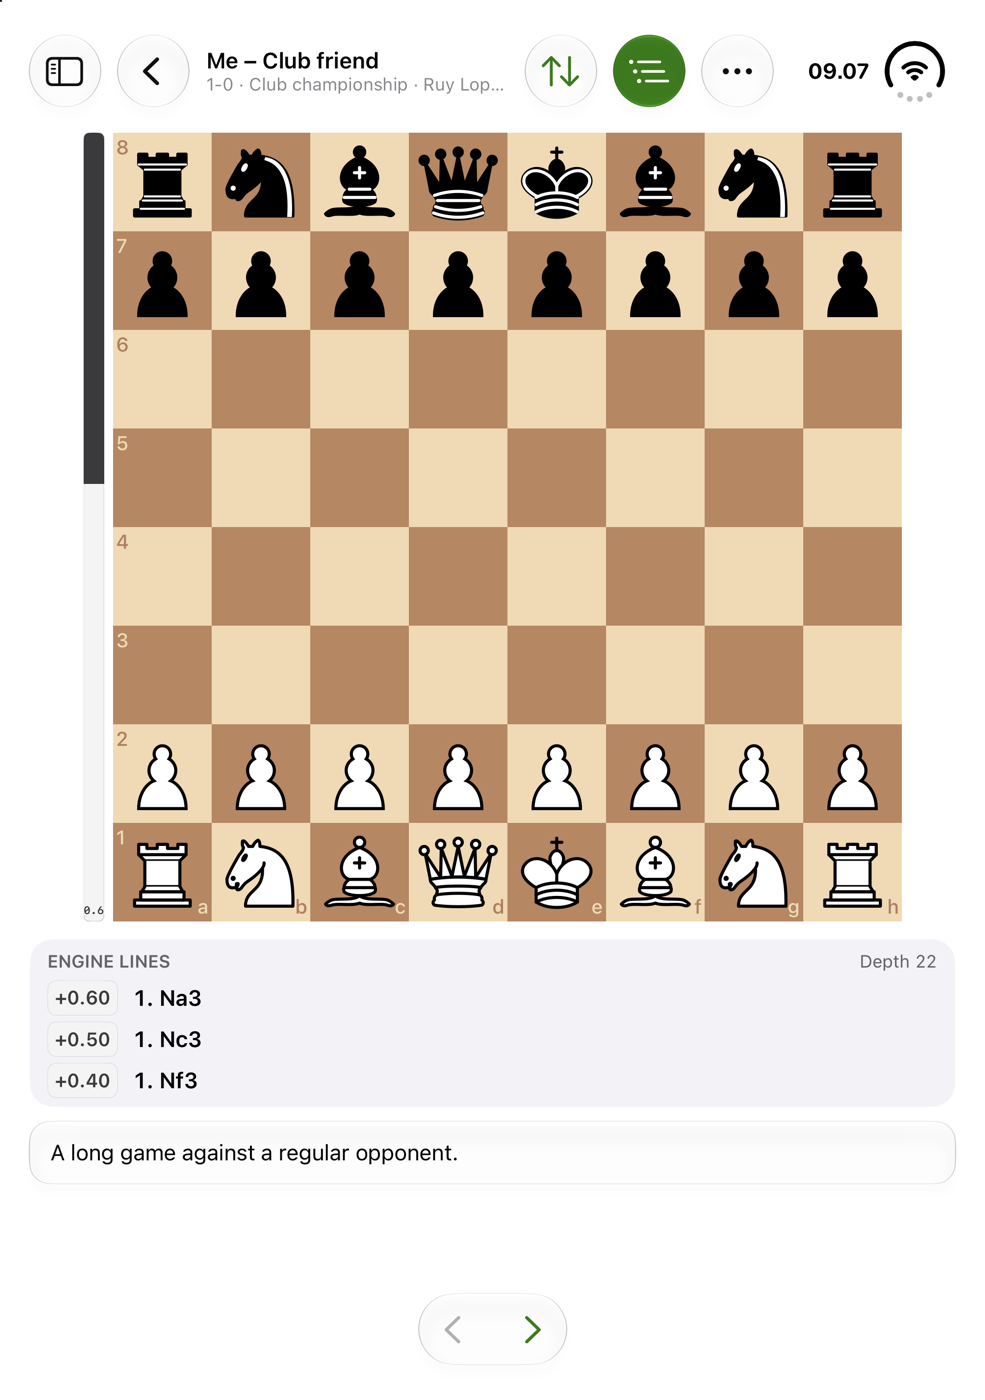 Me – Club friend
1-0 · Club championship · Ruy Lop...
09.07
8
7
6
5
4
3
2
1
a b c d e f g h
0.6
ENGINE LINES Depth 22
+0.60 1. Na3
+0.50 1. Nc3
+0.40 1. Nf3
A long game against a regular opponent.